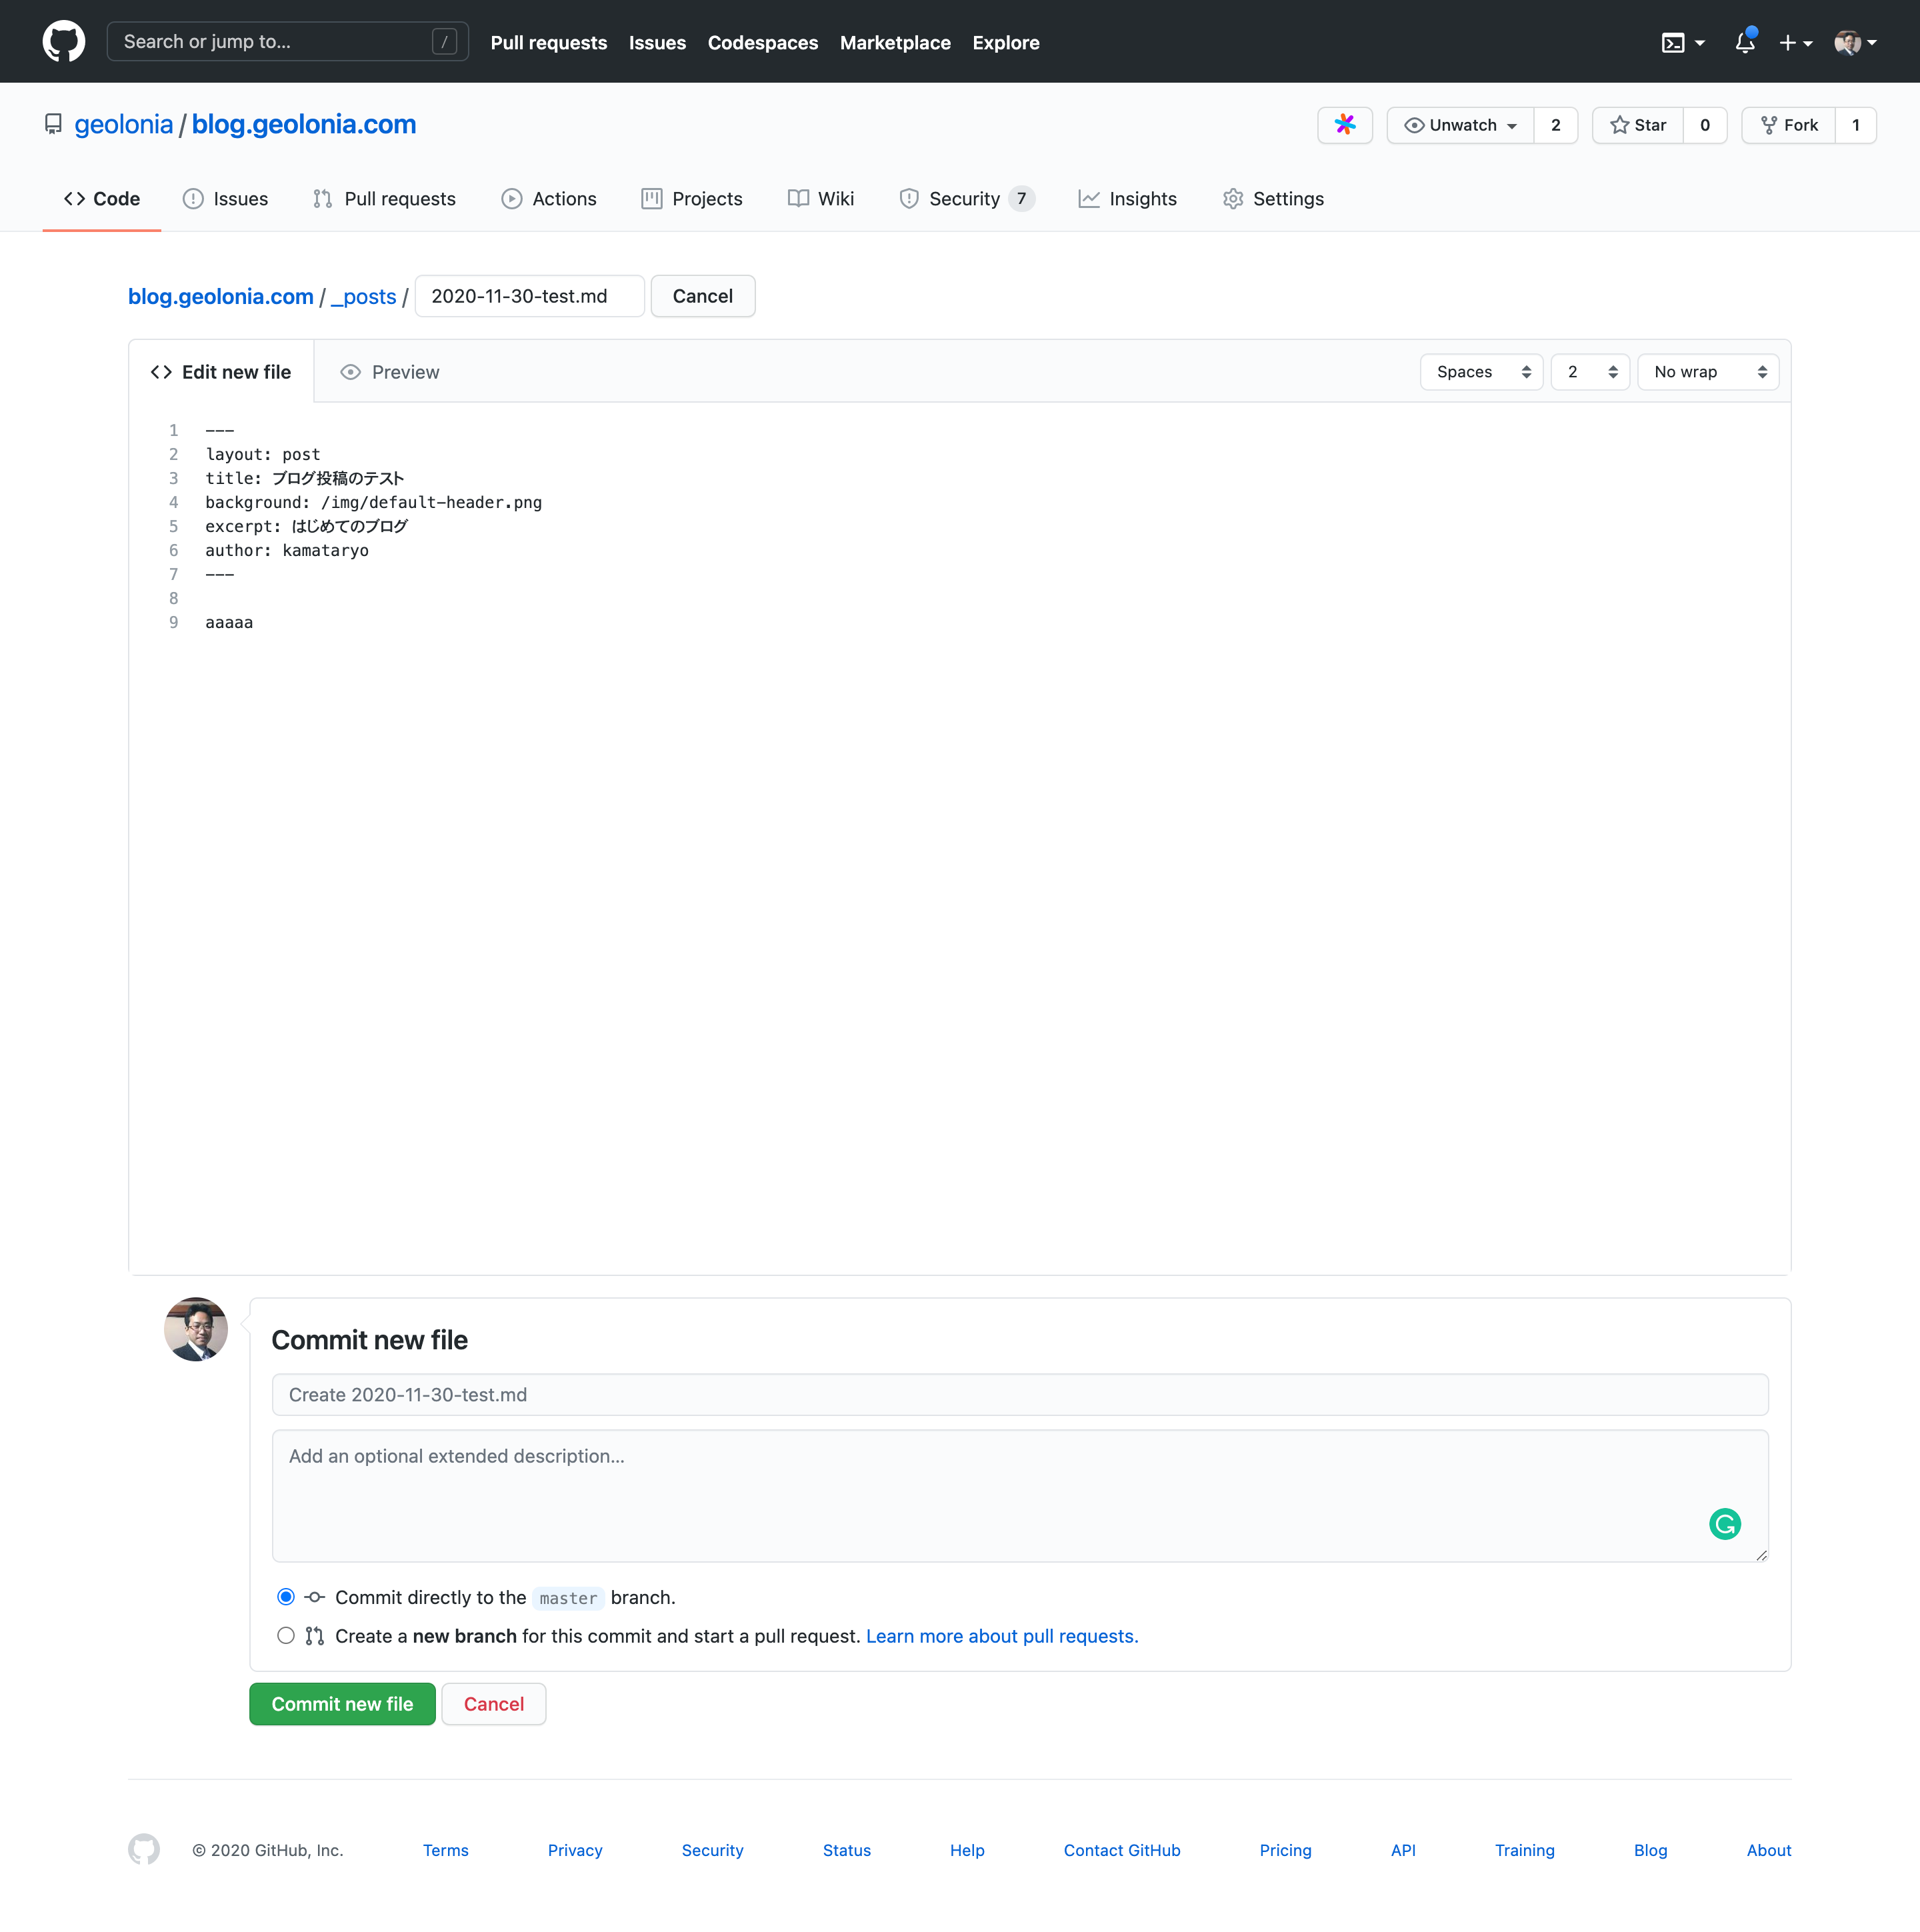 Search or jump to... /
Pull requests Issues Codespaces Marketplace Explore
geolonia / blog.geolonia.com
Unwatch 2 Star 0 Fork 1
Code Issues Pull requests Actions Projects Wiki Security 7 Insights Settings
blog.geolonia.com / _posts / 2020-11-30-test.md Cancel
Edit new file Preview Spaces 2 No wrap
1 ---
2 layout: post
3 title: ブログ投稿のテスト
4 background: /img/default-header.png
5 excerpt: はじめてのブログ
6 author: kamataryo
7 ---
8
9 aaaaa
Commit new file
Create 2020-11-30-test.md
Add an optional extended description...
Commit directly to the master branch.
Create a new branch for this commit and start a pull request. Learn more about pull requests.
Commit new file Cancel
© 2020 GitHub, Inc. Terms Privacy Security Status Help Contact GitHub Pricing API Training Blog About